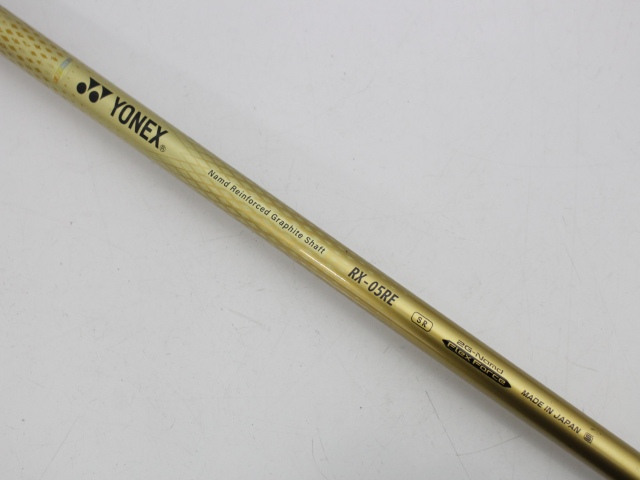 YONEX®
Namd Reinforced Graphite Shaft
RX-05RE
SR
2G-Namd
Flex Force
MADE IN JAPAN